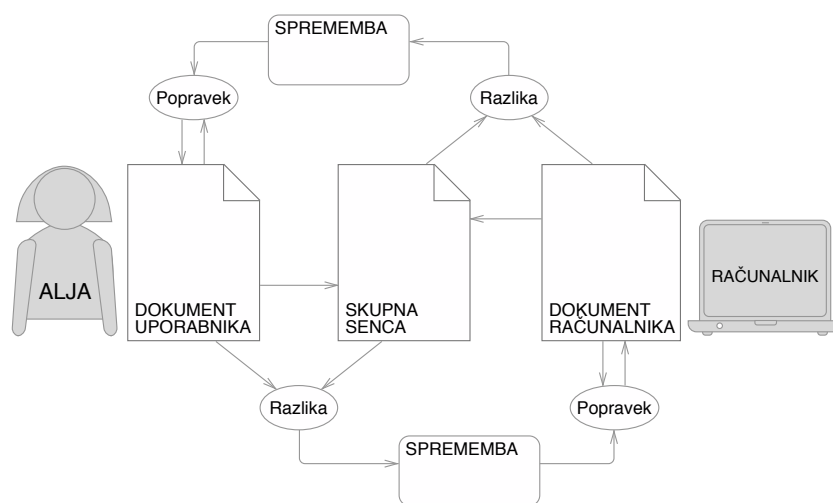 SPREMEMBA
Popravek
Razlika
ALJA
DOKUMENT
UPORABNIKA
SKUPNA
SENCA
DOKUMENT
RAČUNALNIKA
RAČUNALNIK
Razlika
Popravek
SPREMEMBA